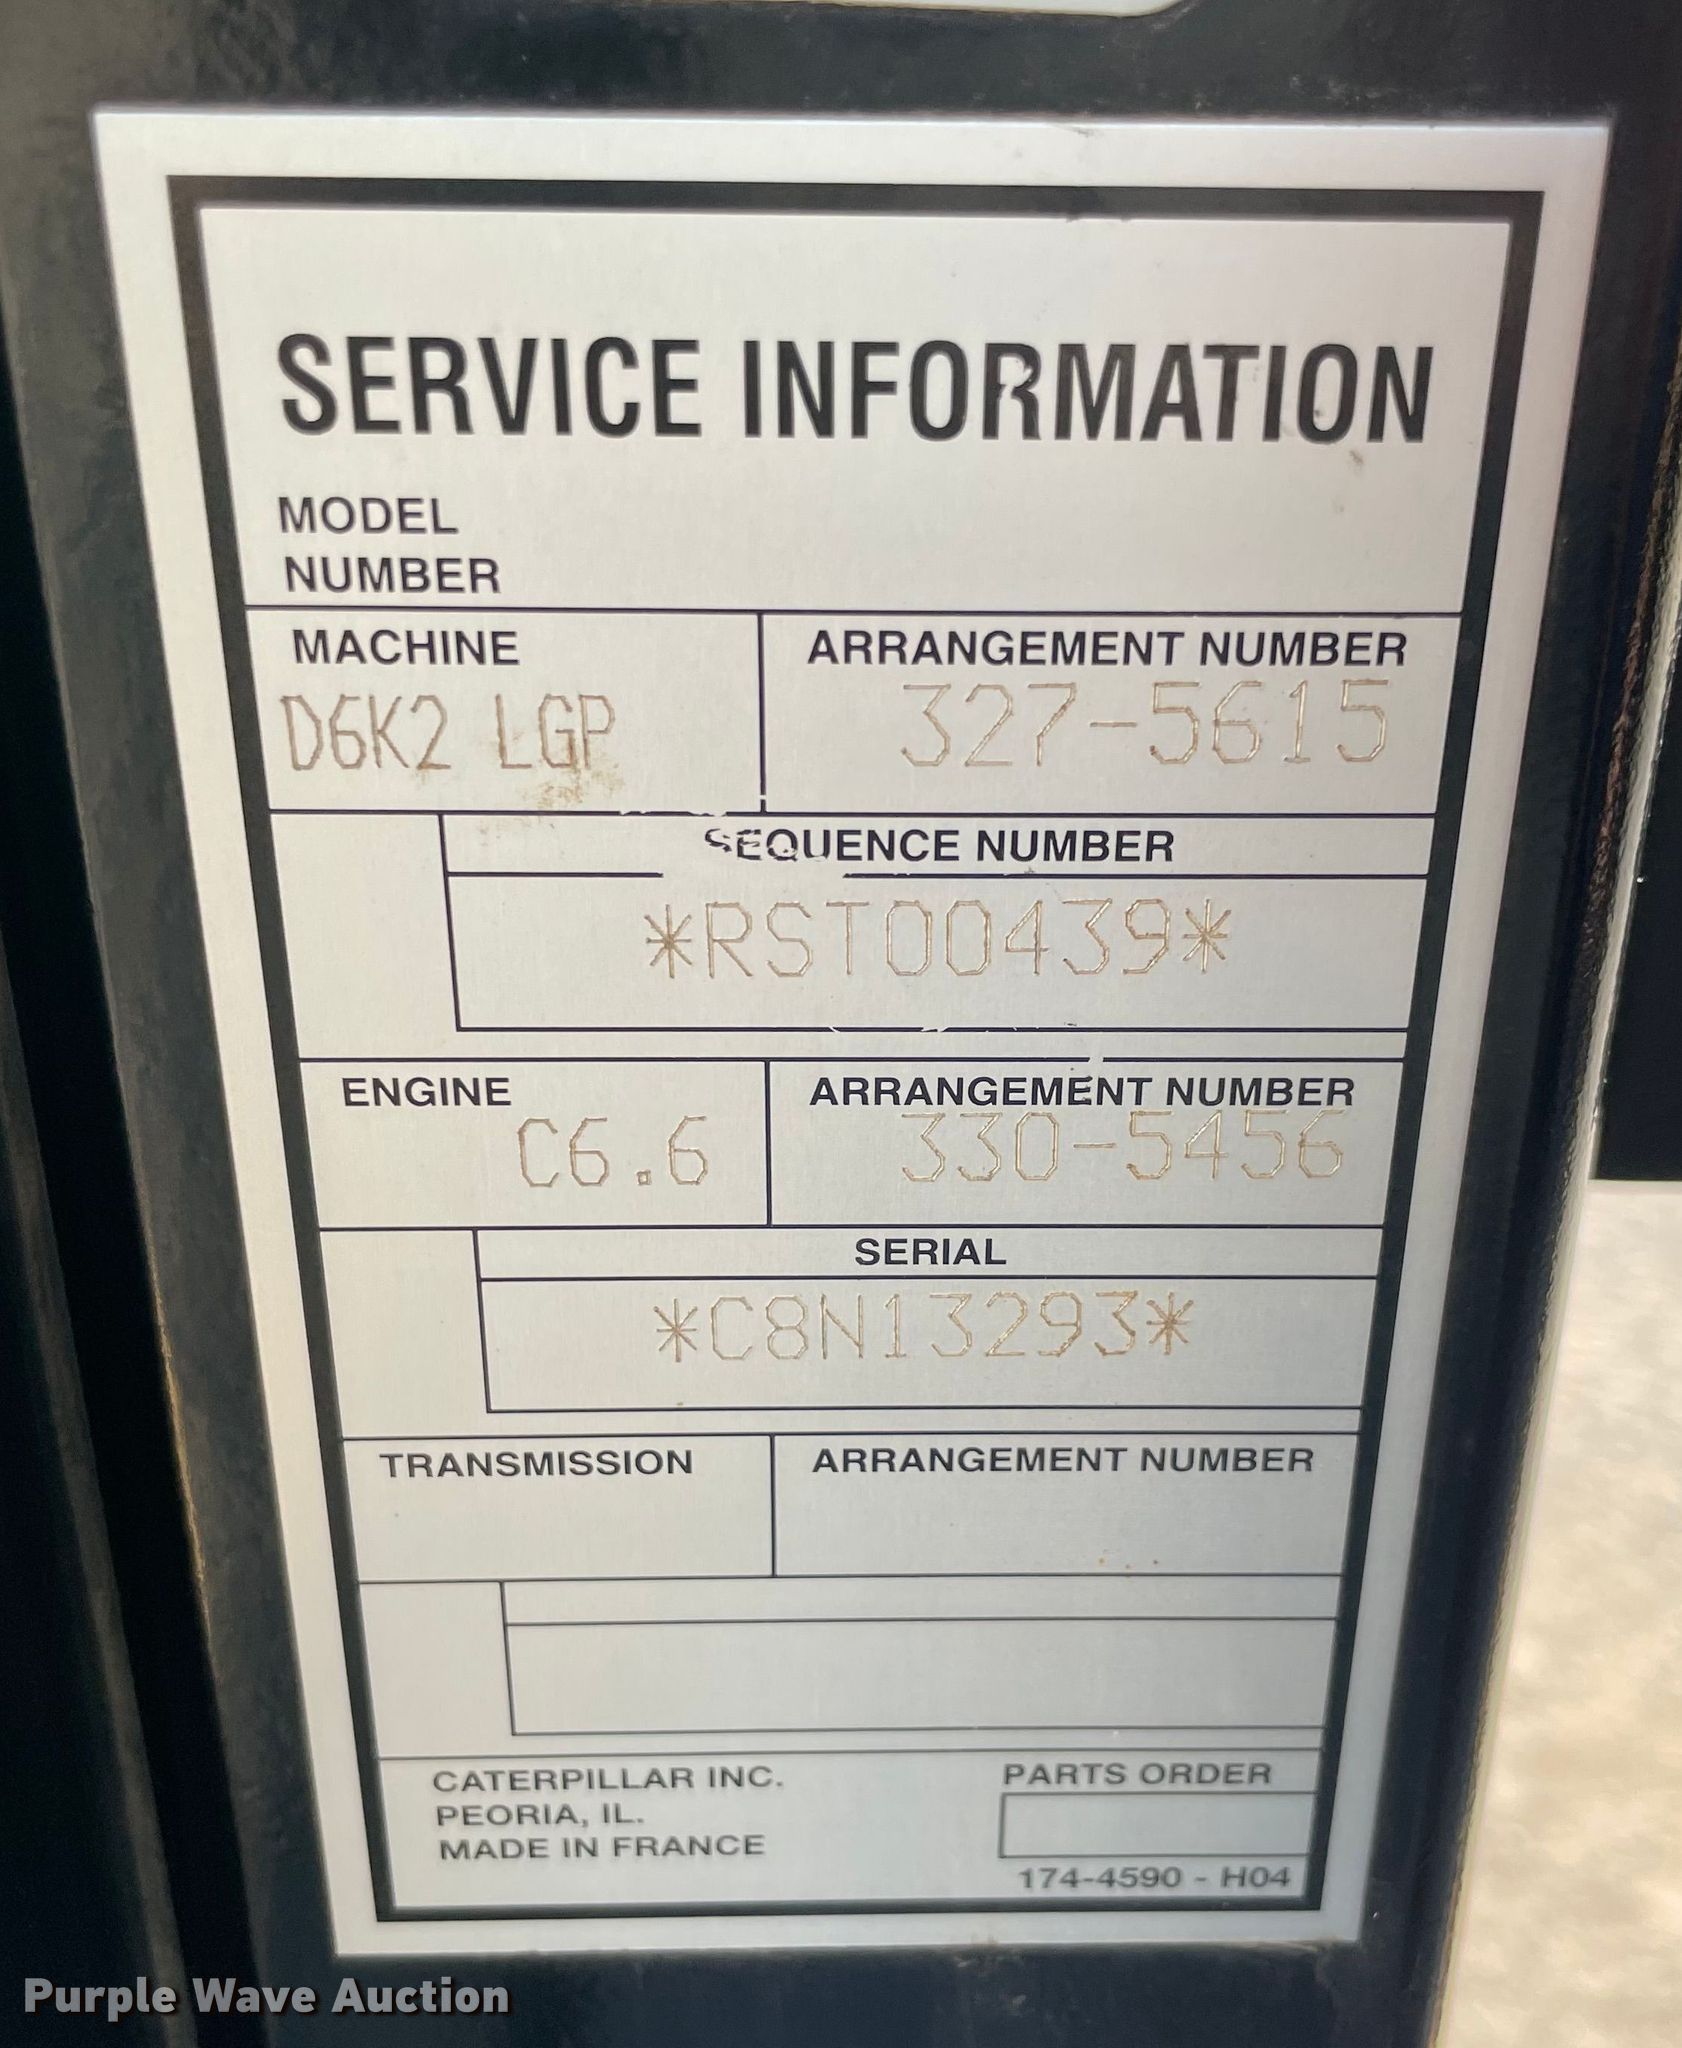 SERVICE INFORMATION
MODEL
NUMBER
MACHINE
ARRANGEMENT NUMBER
D6K2 LGP
327-5615
SEQUENCE NUMBER
*RST00439*
ENGINE
ARRANGEMENT NUMBER
C6.6
330-5456
SERIAL
*C8N13293*
TRANSMISSION
ARRANGEMENT NUMBER
CATERPILLAR INC.
PEORIA, IL.
MADE IN FRANCE
PARTS ORDER
174-4590 - H04
Purple Wave Auction